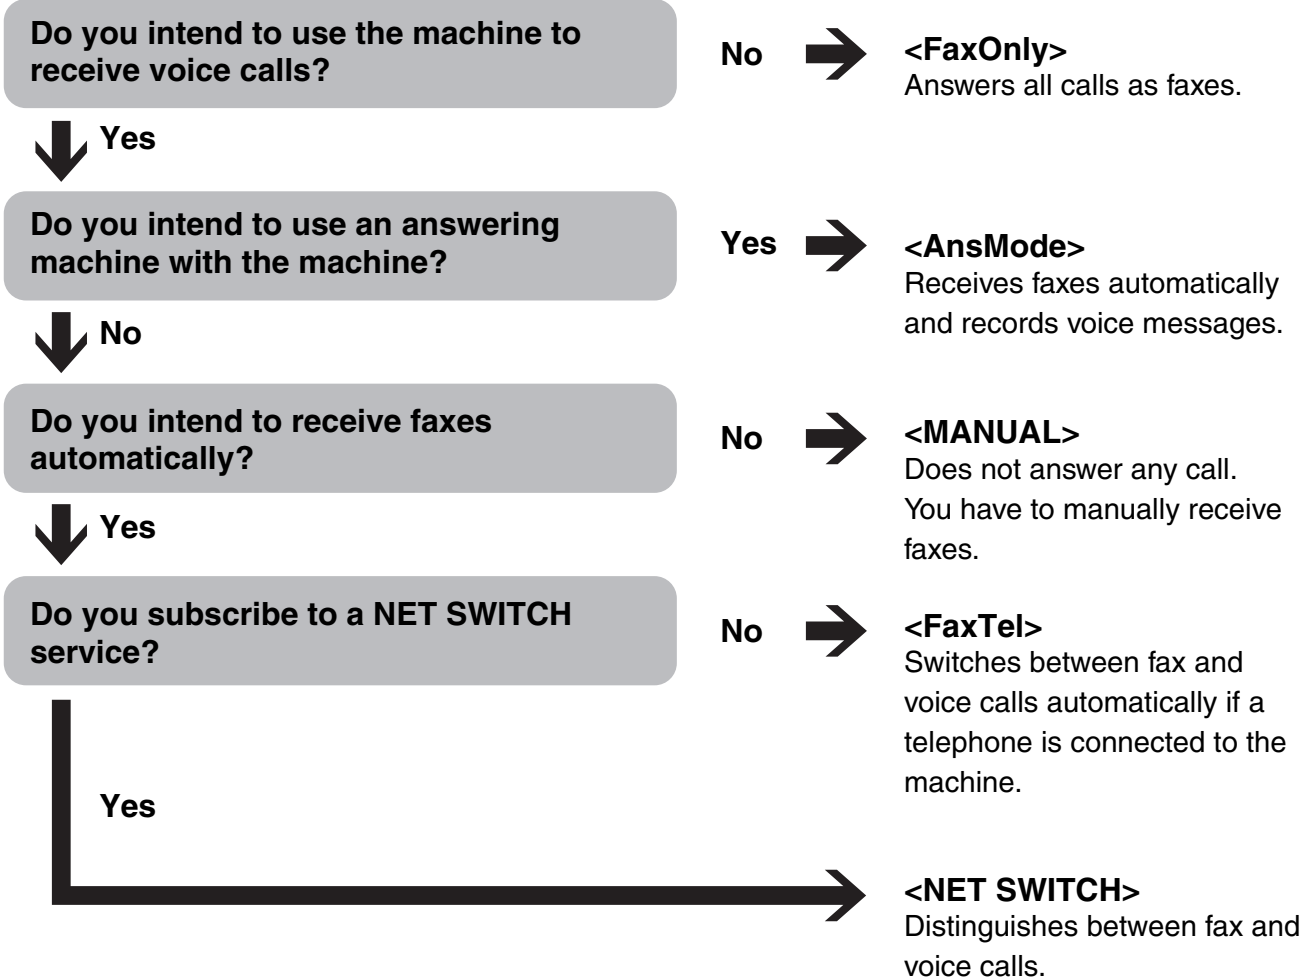 Do you intend to use the machine to
receive voice calls?
No
<FaxOnly>
Answers all calls as faxes.
Yes
Do you intend to use an answering
machine with the machine?
Yes
<AnsMode>
Receives faxes automatically
and records voice messages.
No
Do you intend to receive faxes
automatically?
No
<MANUAL>
Does not answer any call.
You have to manually receive
faxes.
Yes
Do you subscribe to a NET SWITCH
service?
No
<FaxTel>
Switches between fax and
voice calls automatically if a
telephone is connected to the
machine.
Yes
<NET SWITCH>
Distinguishes between fax and
voice calls.